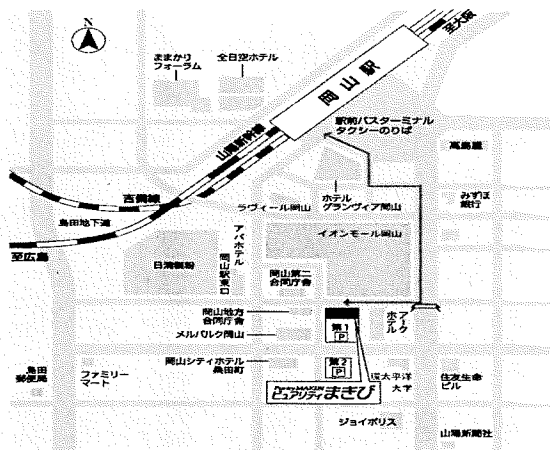 N
至大阪
ままかり
フォーラム
全日空ホテル
岡山駅
駅前バスターミナル
タクシーのりば
山陽新幹線
高島屋
吉備線
ホテル
グランヴィア岡山
みずほ
銀行
ラヴィール岡山
島田地下道
イオンモール岡山
至広島
アパホテル
岡山駅東口
日清製粉
岡山第二
合同庁舎
岡山地方
合同庁舎
アーク
ホテル
第1
P
メルパルク岡山
岡山シティホテル
桑田町
第2
P
環太平洋
大学
島田
郵便局
ファミリー
マート
住友生命
ビル
ピュアリティまきび
ジョイポリス
山陽新聞社